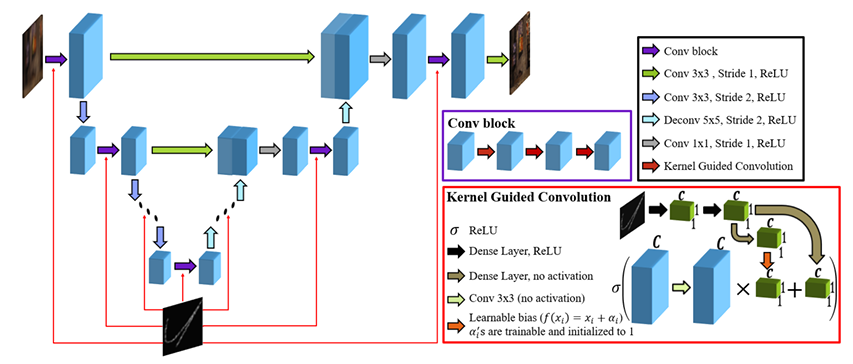 Conv block
Conv 3x3 , Stride 1, ReLU
Conv 3x3, Stride 2, ReLU
Deconv 5x5, Stride 2, ReLU
Conv 1x1, Stride 1, ReLU
Kernel Guided Convolution
Conv block
Kernel Guided Convolution
σ ReLU
Dense Layer, ReLU
Dense Layer, no activation
Conv 3x3 (no activation)
Learnable bias (f(xᵢ) = xᵢ + αᵢ)
αᵢ's are trainable and initialized to 1
C
1
1
C
1
1
C
1
1
σ
C
C
×
C
1
1
+
C
1
1